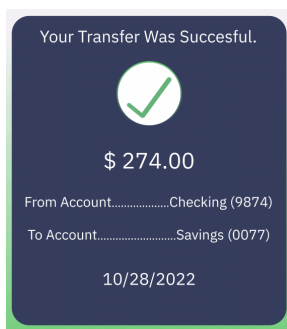 Your Transfer Was Succesful.
$ 274.00
From Account...................Checking (9874)
To Account..........................Savings (0077)
10/28/2022